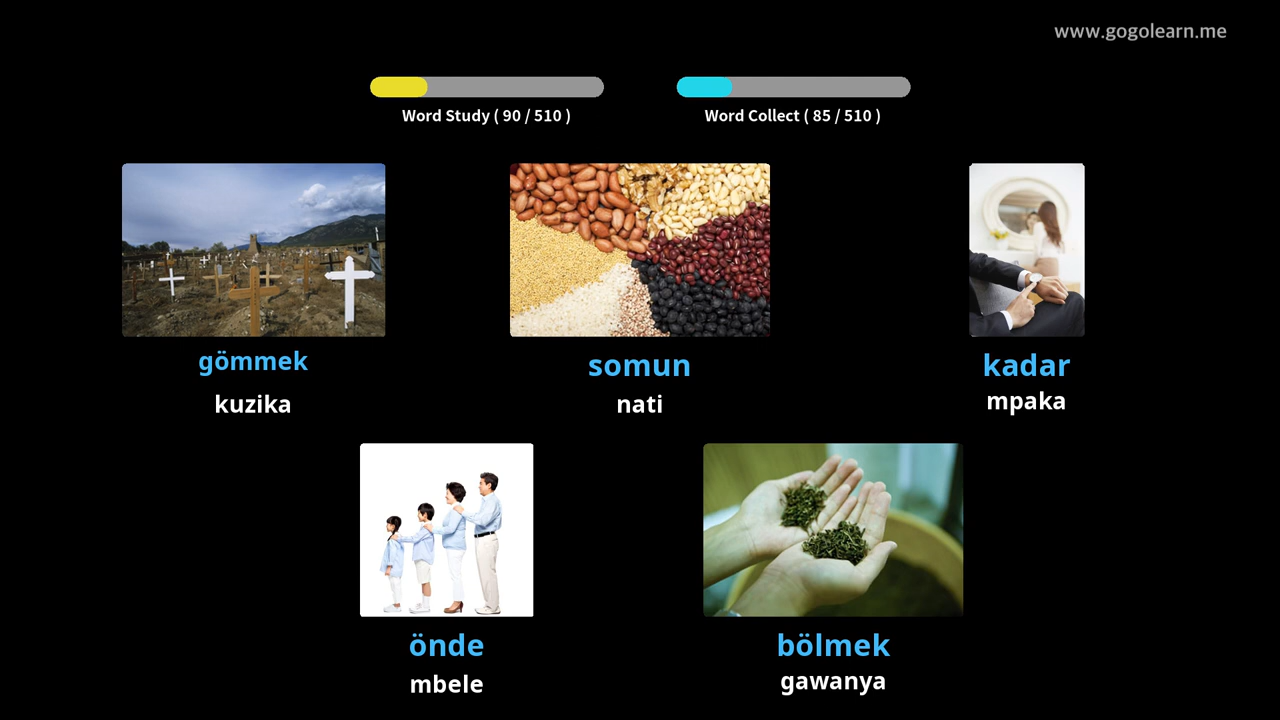 www.gogolearn.me
Word Study ( 90 / 510 )
Word Collect ( 85 / 510 )
gömmek
kuzika
somun
nati
kadar
mpaka
önde
mbele
bölmek
gawanya